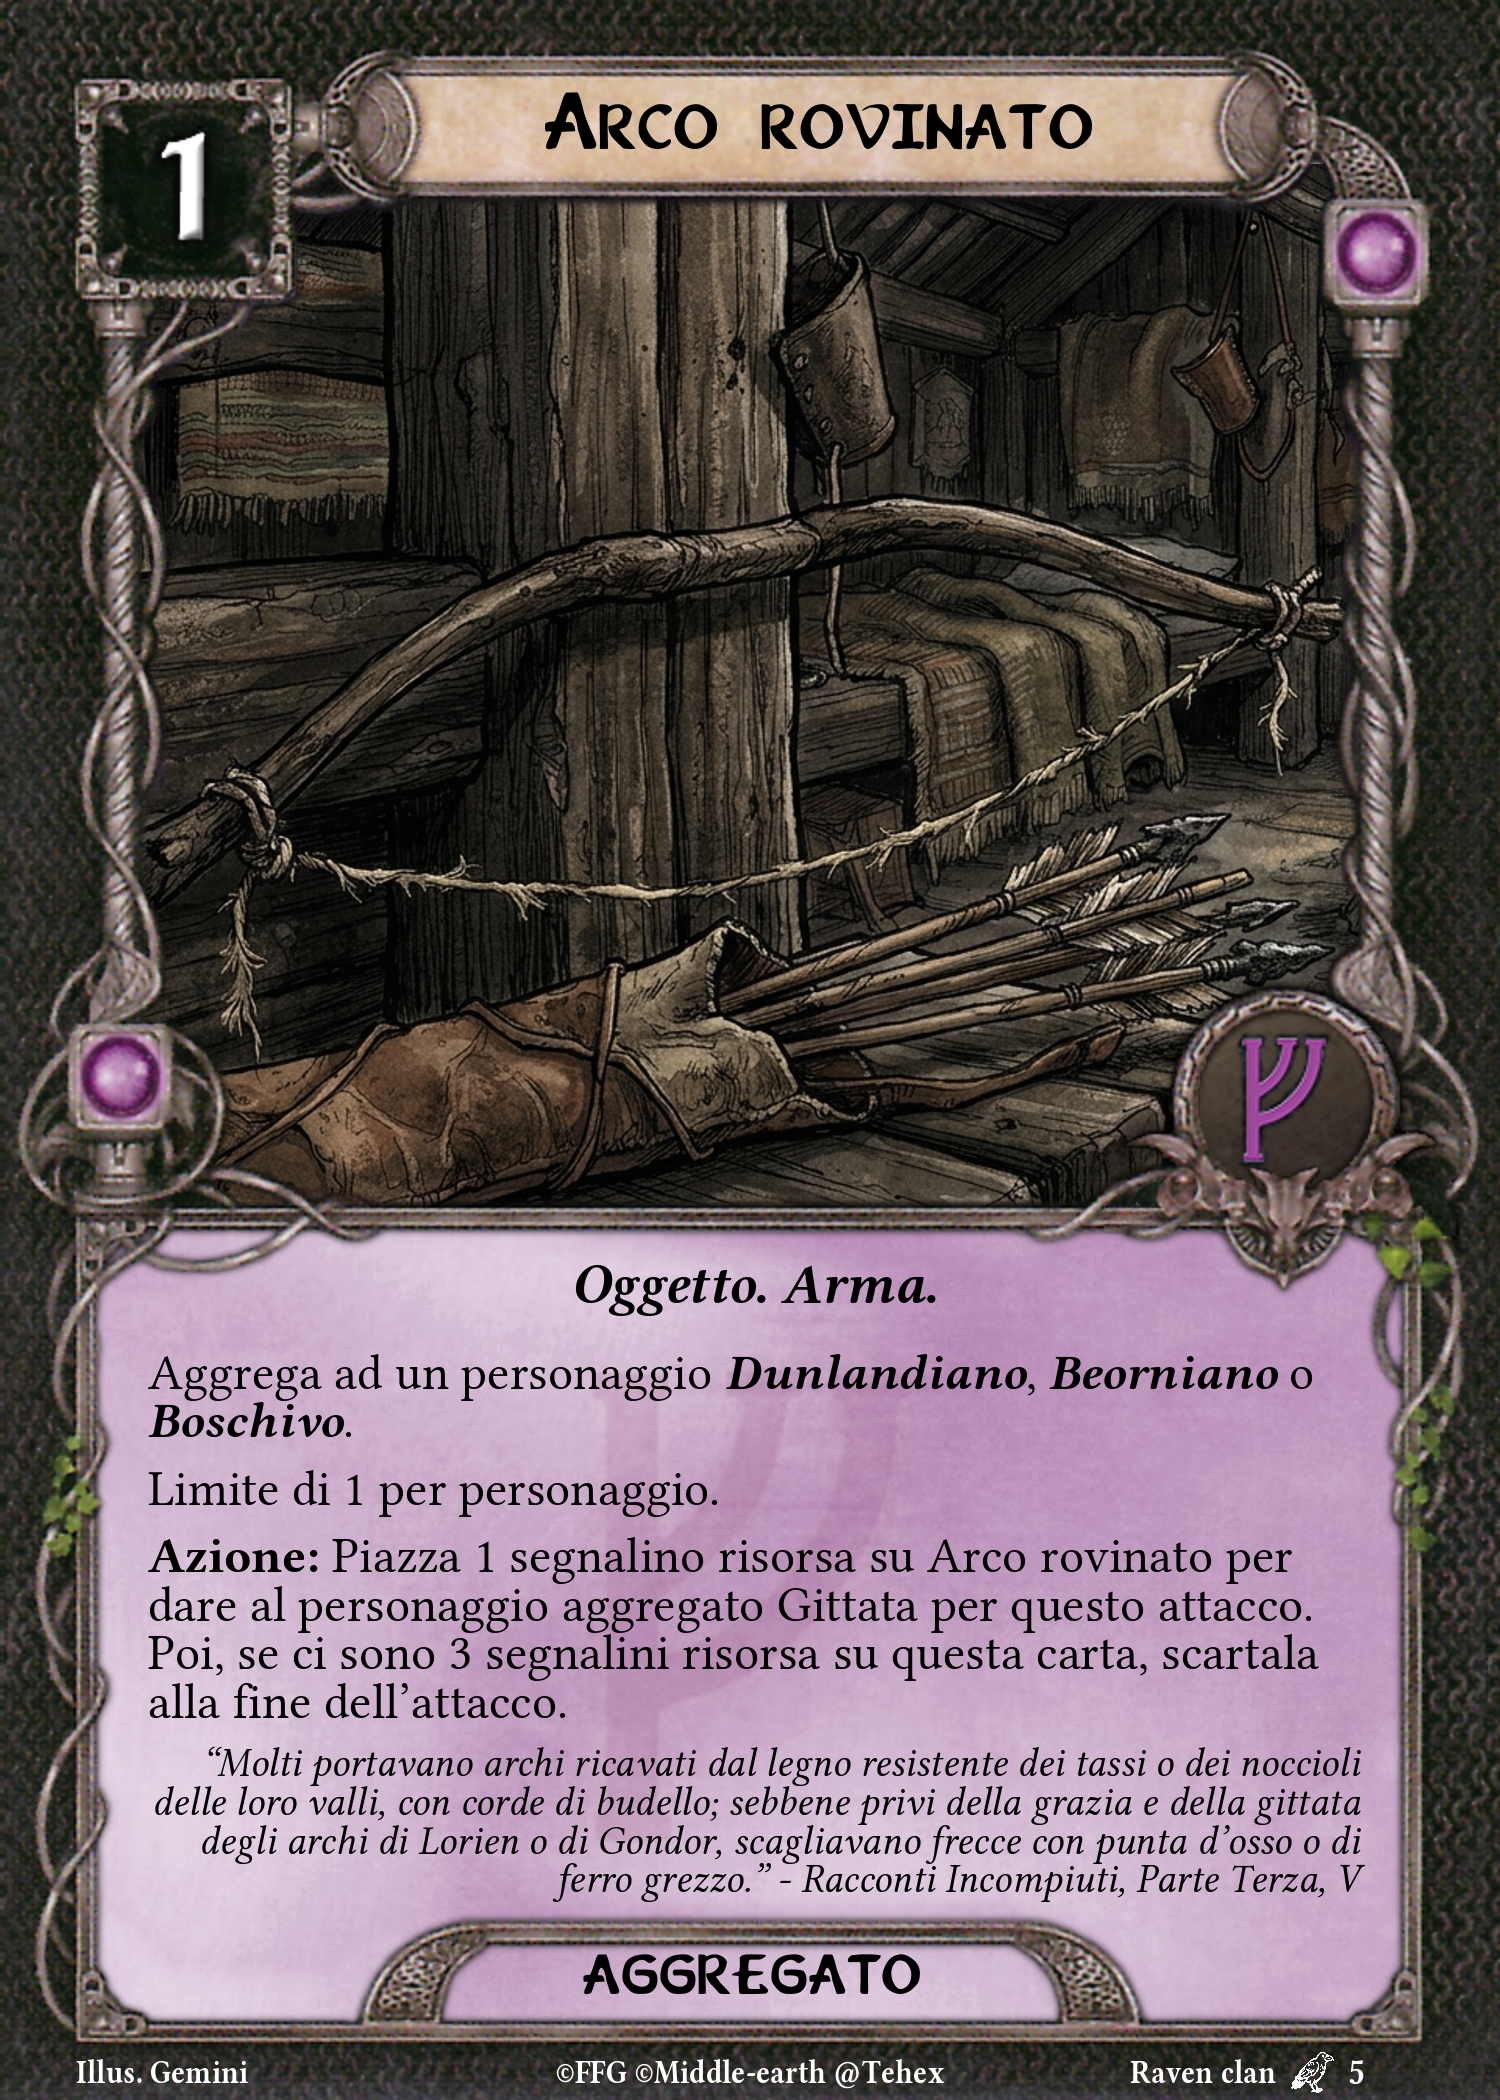 1
Arco rovinato
Oggetto. Arma.
Aggrega ad un personaggio Dunlandiano, Beorniano o
Boschivo.
Limite di 1 per personaggio.
Azione: Piazza 1 segnalino risorsa su Arco rovinato per
dare al personaggio aggregato Gittata per questo attacco.
Poi, se ci sono 3 segnalini risorsa su questa carta, scartala
alla fine dell’attacco.
“Molti portavano archi ricavati dal legno resistente dei tassi o dei noccioli
delle loro valli, con corde di budello; sebbene privi della grazia e della gittata
degli archi di Lorien o di Gondor, scagliavano frecce con punta d’osso o di
ferro grezzo.” - Racconti Incompiuti, Parte Terza, V
AGGREGATO
Illus. Gemini ©FFG ©Middle-earth @Tehex Raven clan 5